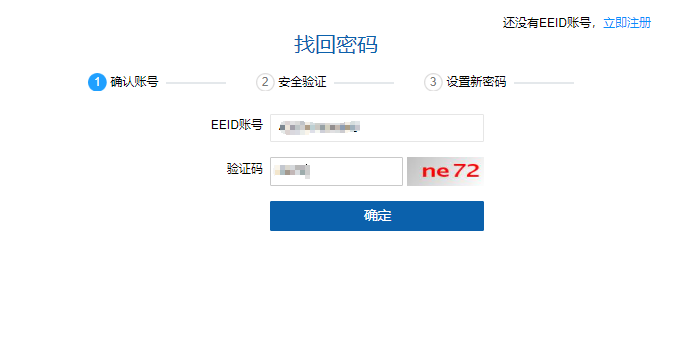 还没有EEID账号，立即注册
找回密码
1 确认账号 2 安全验证 3 设置新密码
EEID账号
验证码 ne72
确定